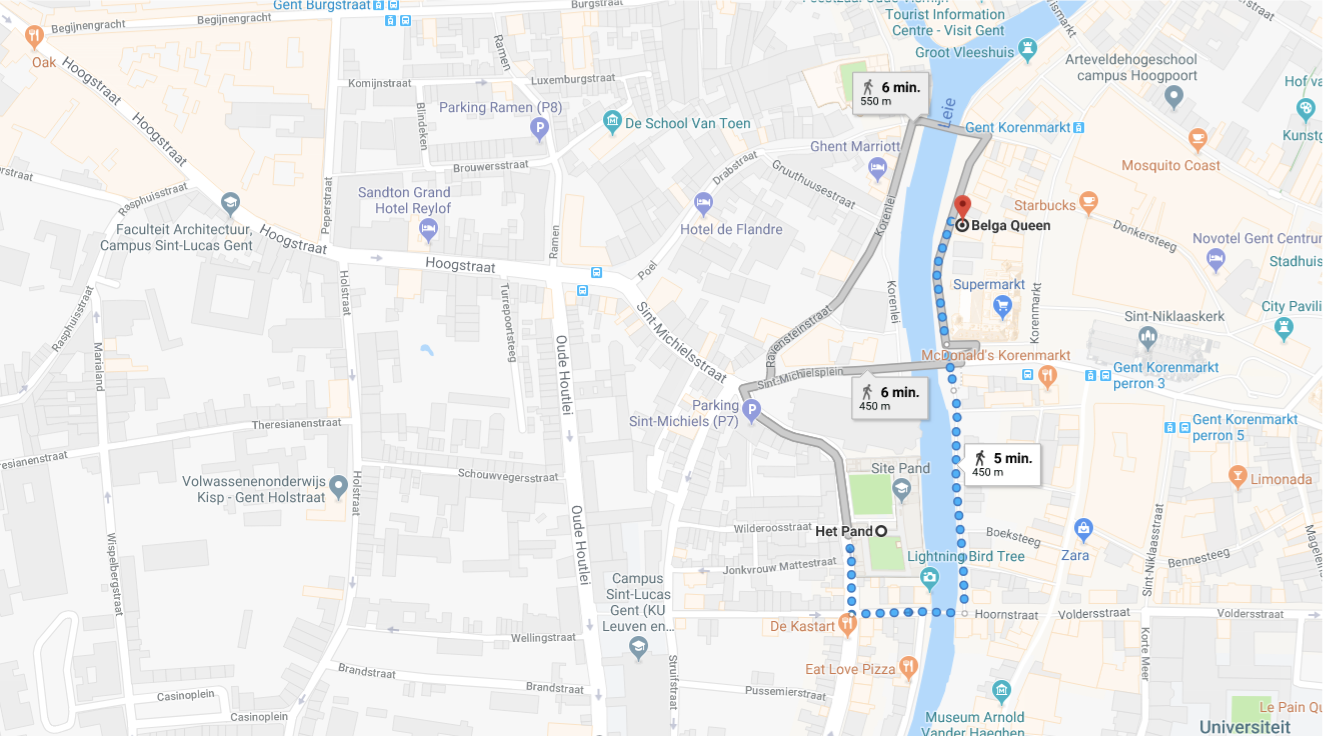 Gent Burgstraat
Burgstraat
Begijnengracht
Begijnengracht
Oak
Hoogstraat
Hoogstraat
Ramen
Komijnstraat
Luxemburgstraat
Blindeken
Parking Ramen (P8)
De School Van Toen
Brouwersstraat
Tourist Information
Centre - Visit Gent
Groot Vleeshuis
Arteveldehogeschool
campus Hoogpoort
6 min.
550 m
Leie
Gent Korenmarkt
Ghent Marriott
Mosquito Coast
Drabstraat
Gruuthuusestraat
Rasphuisstraat
Peperstraat
Sandton Grand
Hotel Reylof
Faculteit Architectuur,
Campus Sint-Lucas Gent
Hoogstraat
Hoogstraat
Ramen
Hotel de Flandre
Poel
Korenlei
Starbucks
Belga Queen
Donkersteeg
Novotel Gent Centrum
Stadhuis
Holstraat
Turrepoortsteeg
Sint-Michielsstraat
Korenlei
Supermarkt
Korenmarkt
Sint-Niklaaskerk
Rasphuisstraat
Marialand
Oude Houtlei
Ravensteinstraat
Sint-Michielsplein
McDonald's Korenmarkt
Gent Korenmarkt
perron 3
6 min.
450 m
Parking
Sint-Michiels (P7)
Theresianenstraat
Gent Korenmarkt
perron 5
5 min.
450 m
Site Pand
Schouwvegersstraat
Volwassenenonderwijs
Kisp - Gent Holstraat
Holstraat
Limonada
Oude Houtlei
Wilderoosstraat
Het Pand
Boeksteeg
Zara
Sint-Niklaasstraat
Bennesteeg
Wispelbergstraat
Jonkvrouw Mattestraat
Lightning Bird Tree
Campus
Sint-Lucas
Gent (KU
Leuven en...
De Kastart
Hoornstraat
Voldersstraat
Voldersstraat
Wellingstraat
Brandstraat
Brandstraat
Struifstraat
Eat Love Pizza
Pussemierstraat
Korte Meer
Casinoplein
Casinoplein
Museum Arnold
Vander Haeghen
Le Pain Qu
Universiteit